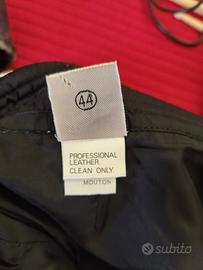 44
PROFESSIONAL
LEATHER
CLEAN ONLY.
MOUTON
subito